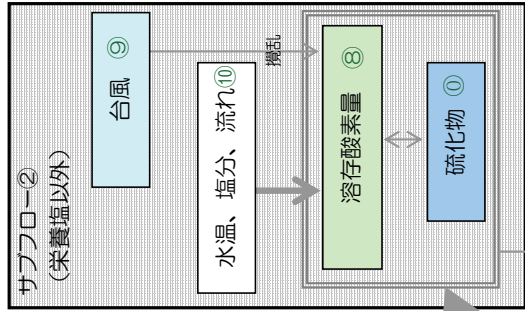 サブフロー②
(栄養塩以外)
台風 ⑨
水温、塩分、流れ⑩
攪乱
溶存酸素量 ⑧
硫化物 ⓪